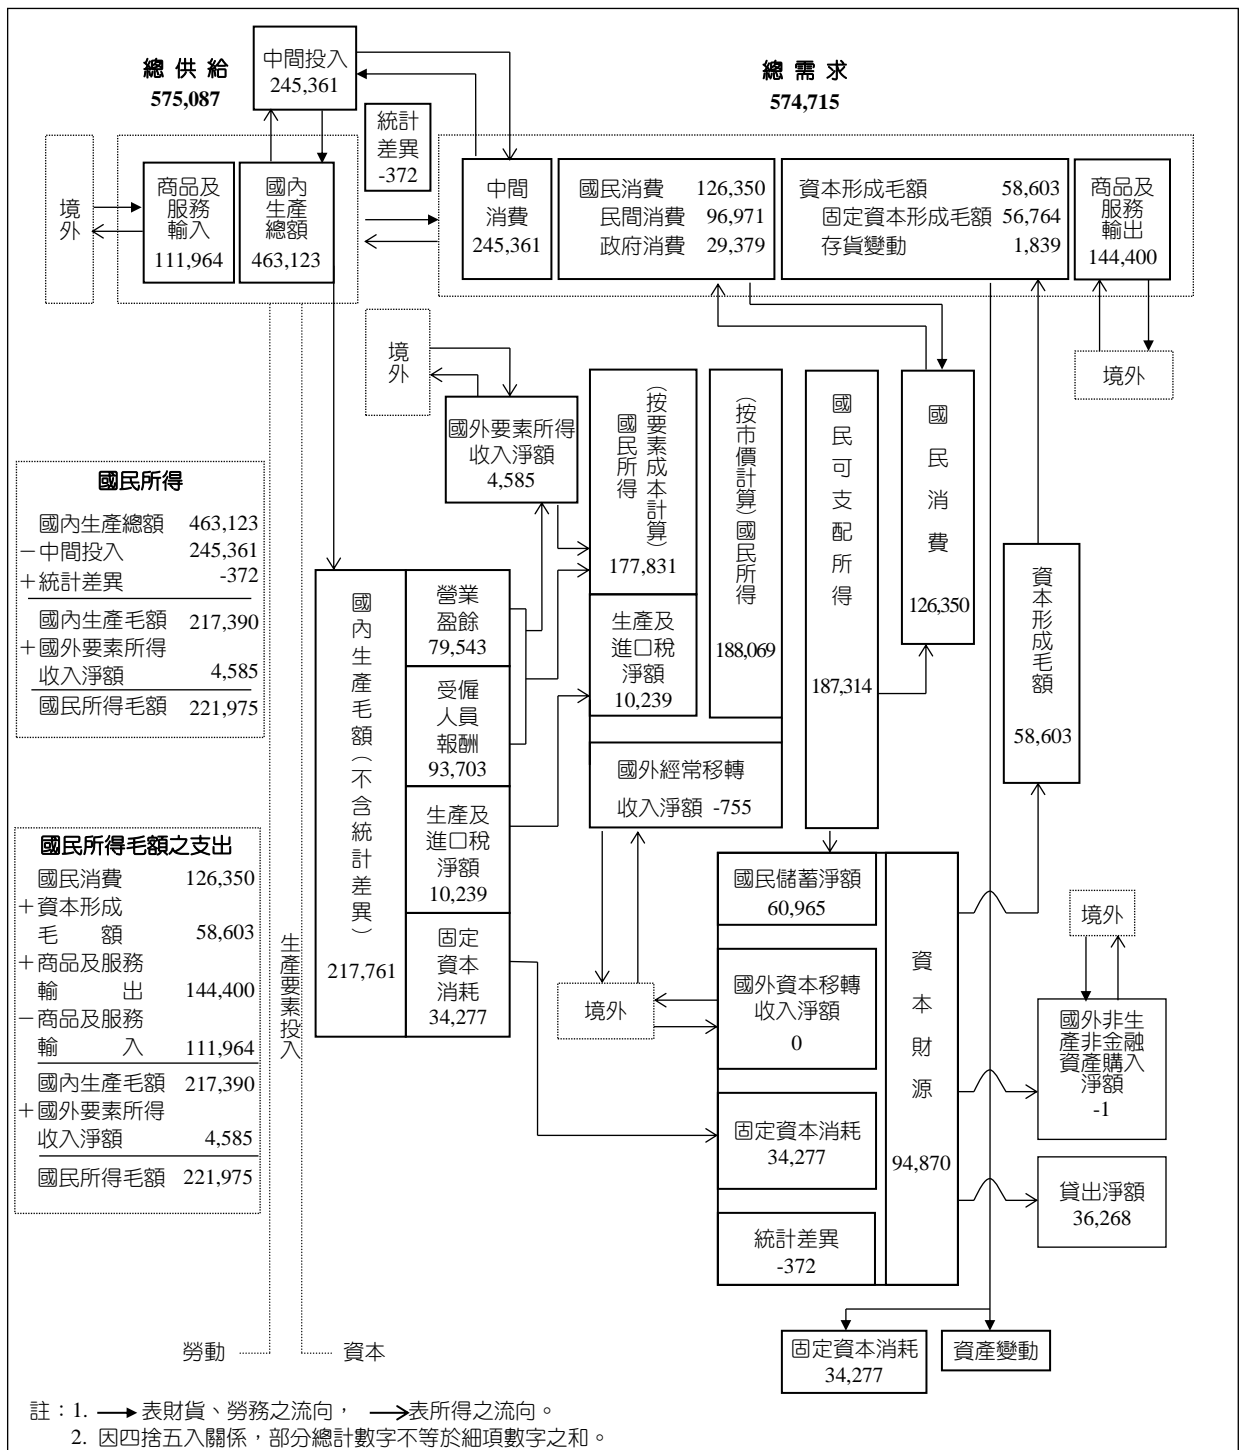 總供給
575,087
中間投入
245,361
總需求
574,715
統計
差異
-372
境外
商品及
服務
輸入
111,964
國內
生產
總額
463,123
中間
消費
245,361
國民消費 126,350
民間消費 96,971
政府消費 29,379
資本形成毛額 58,603
固定資本形成毛額 56,764
存貨變動 1,839
商品及
服務
輸出
144,400
境外
境外
國外要素所得
收入淨額
4,585
(按要素成本計算)
國民所得
177,831
生產及
進口稅
淨額
10,239
(按市價計算)國民所得
188,069
國民可支配所得
187,314
國民消費
126,350
資本形成毛額
58,603
國外經常移轉
收入淨額 -755
國民所得
國內生產總額 463,123
－中間投入 245,361
＋統計差異 -372
國內生產毛額 217,390
＋國外要素所得
收入淨額 4,585
國民所得毛額 221,975
國內生產毛額(不含統計差異)
217,761
營業
盈餘
79,543
受僱
人員
報酬
93,703
生產及
進口稅
淨額
10,239
固定
資本
消耗
34,277
國民所得毛額之支出
國民消費 126,350
＋資本形成
毛額 58,603
＋商品及服務
輸出 144,400
－商品及服務
輸入 111,964
國內生產毛額 217,390
＋國外要素所得
收入淨額 4,585
國民所得毛額 221,975
生產要素投入
境外
國民儲蓄淨額
60,965
國外資本移轉
收入淨額
0
固定資本消耗
34,277
統計差異
-372
資本財源
94,870
境外
國外非生
產非金融
資產購入
淨額
-1
貸出淨額
36,268
固定資本消耗
34,277
資產變動
勞動
資本
註：1. → 表財貨、勞務之流向， →表所得之流向。
2. 因四捨五入關係，部分總計數字不等於細項數字之和。